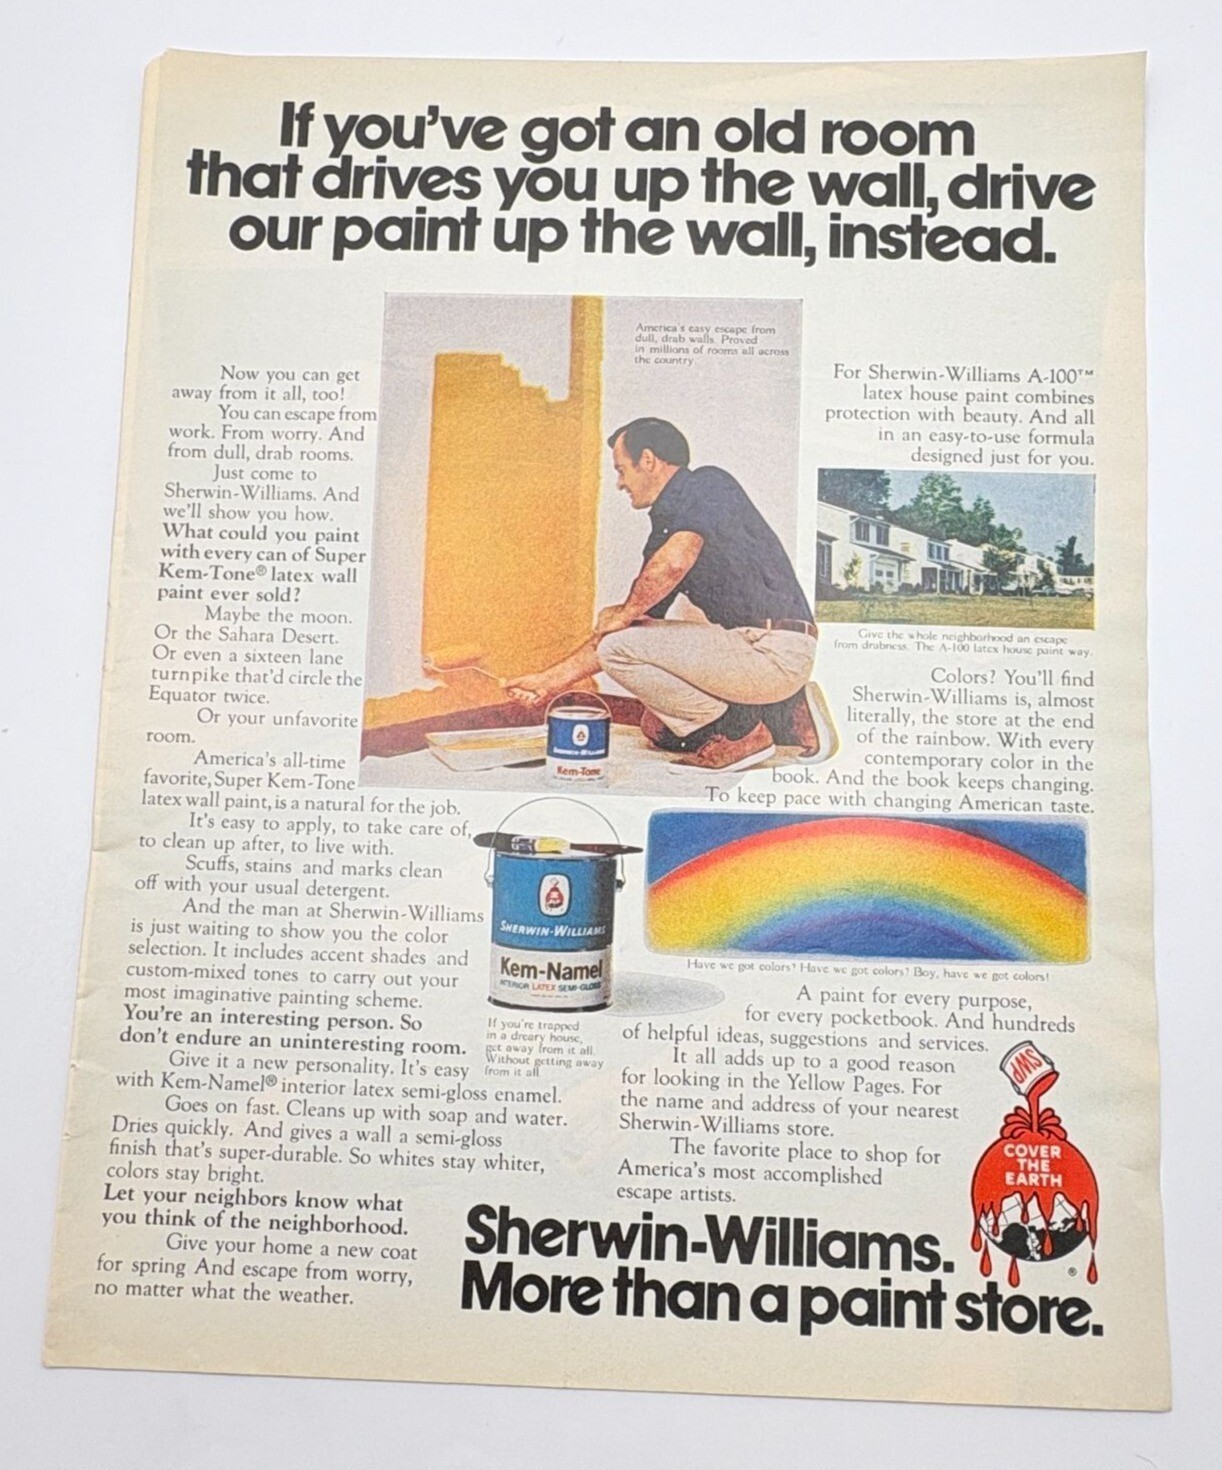 If you've got an old room
that drives you up the wall, drive
our paint up the wall, instead.
America's easy escape from
dull, drab walls. Proved
in millions of rooms all across
the country.
Now you can get
away from it all, too!
You can escape from
work. From worry. And
from dull, drab rooms.
Just come to
Sherwin-Williams. And
we'll show you how.
What could you paint
with every can of Super
Kem-Tone® latex wall
paint ever sold?
Maybe the moon.
Or the Sahara Desert.
Or even a sixteen lane
turnpike that'd circle the
Equator twice.
Or your unfavorite
room.
America's all-time
favorite, Super Kem-Tone
latex wall paint, is a natural for the job.
It's easy to apply, to take care of,
to clean up after, to live with.
Scuffs, stains and marks clean
off with your usual detergent.
And the man at Sherwin-Williams
is just waiting to show you the color
selection. It includes accent shades and
custom-mixed tones to carry out your
most imaginative painting scheme.
You're an interesting person. So
don't endure an uninteresting room.
Give it a new personality. It's easy
with Kem-Namel® interior latex semi-gloss enamel.
Goes on fast. Cleans up with soap and water.
Dries quickly. And gives a wall a semi-gloss
finish that's super-durable. So whites stay whiter,
colors stay bright.
Let your neighbors know what
you think of the neighborhood.
Give your home a new coat
for spring And escape from worry,
no matter what the weather.
SHERWIN-WILLIAMS
Kem-Tone
SHERWIN-WILLIAMS
Kem-Namel
INTERIOR LATEX SEMI-GLOSS
If you're trapped
in a dreary house,
get away from it all.
Without getting away
from it all.
For Sherwin-Williams A-100™
latex house paint combines
protection with beauty. And all
in an easy-to-use formula
designed just for you.
Give the whole neighborhood an escape
from drabness. The A-100 latex house paint way.
Colors? You'll find
Sherwin-Williams is, almost
literally, the store at the end
of the rainbow. With every
contemporary color in the
book. And the book keeps changing.
To keep pace with changing American taste.
Have we got colors? Have we got colors? Boy, have we got colors!
A paint for every purpose,
for every pocketbook. And hundreds
of helpful ideas, suggestions and services.
It all adds up to a good reason
for looking in the Yellow Pages. For
the name and address of your nearest
Sherwin-Williams store.
The favorite place to shop for
America's most accomplished
escape artists.
SWP
COVER
THE
EARTH
®
Sherwin-Williams.
More than a paint store.